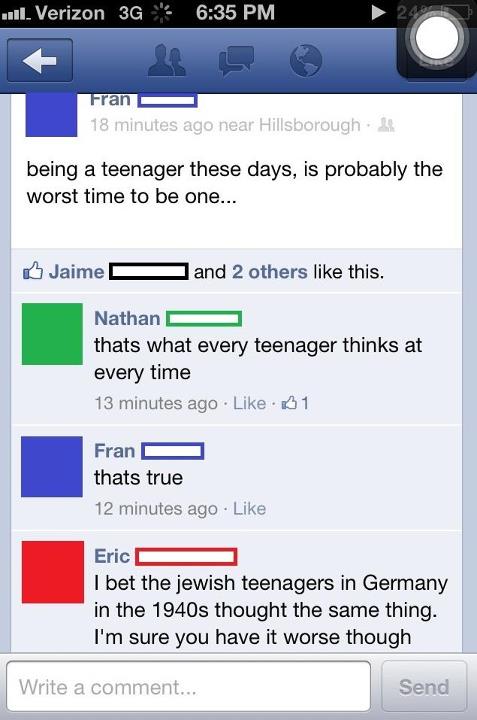 Verizon 3G 6:35 PM 24%
Fran
18 minutes ago near Hillsborough ·
being a teenager these days, is probably the
worst time to be one...
Jaime and 2 others like this.
Nathan
thats what every teenager thinks at
every time
13 minutes ago · Like · 1
Fran
thats true
12 minutes ago · Like
Eric
I bet the jewish teenagers in Germany
in the 1940s thought the same thing.
I'm sure you have it worse though
Write a comment...
Send